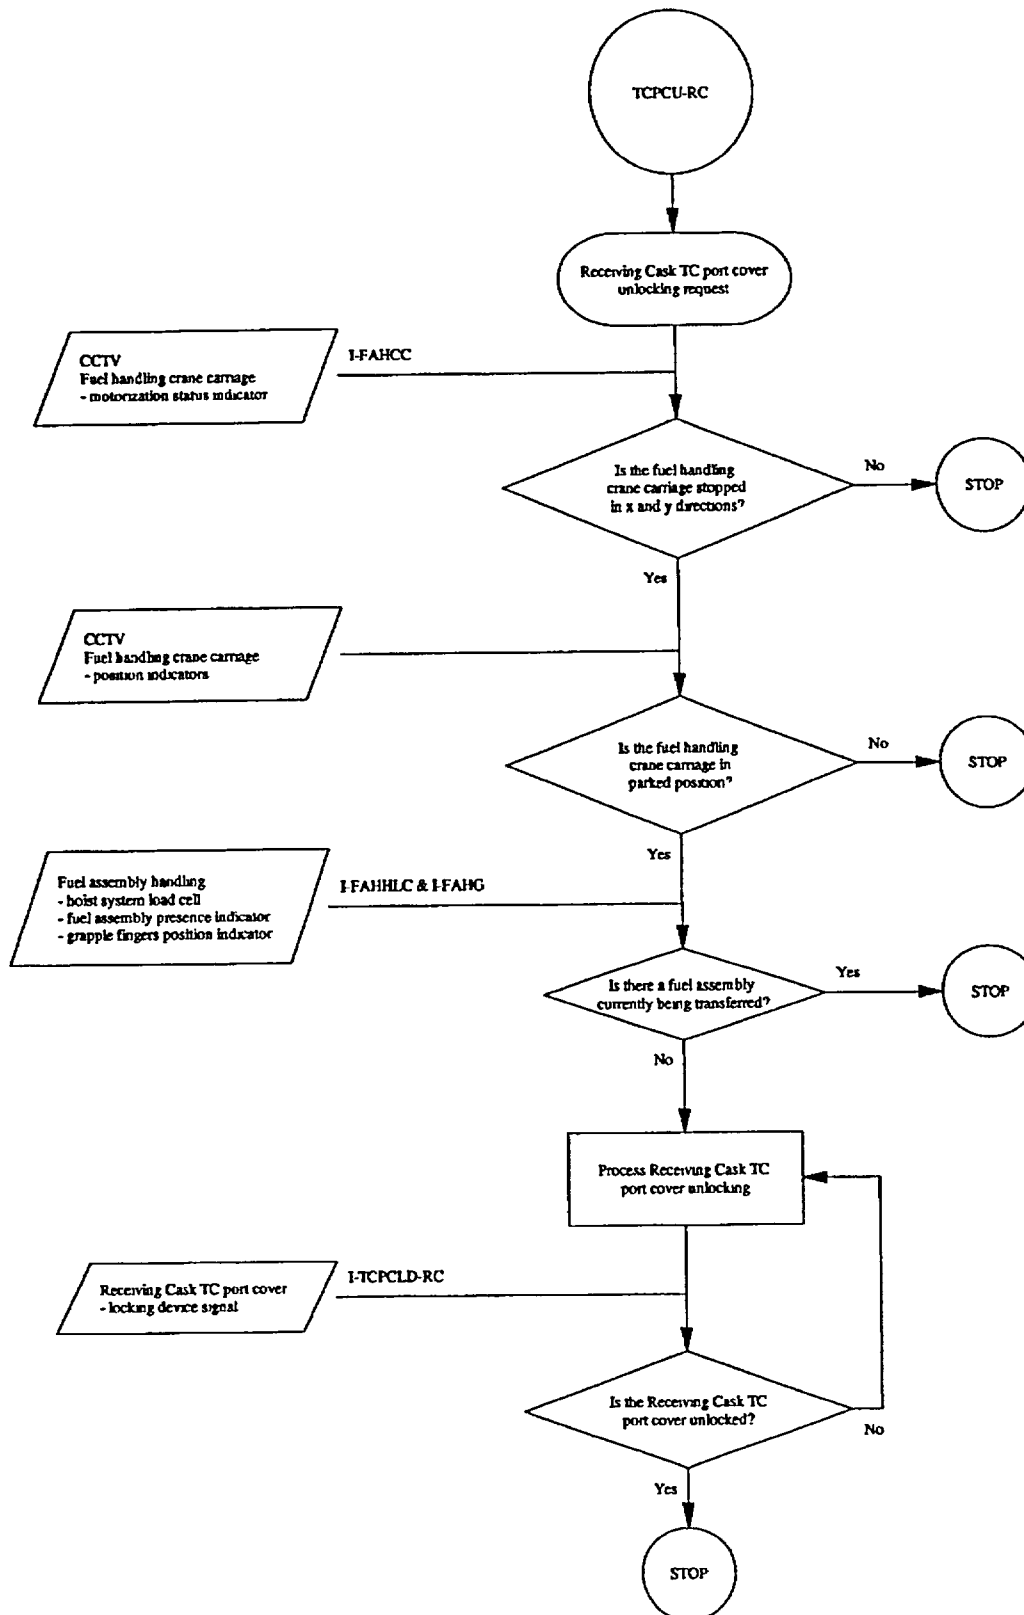 TCPCU-RC
Receiving Cask TC port cover
unlocking request
CCTV
Fuel handling crane carriage
- motorization status indicator
I-FAHCC
Is the fuel handling
crane carriage stopped
in x and y directions?
No
STOP
Yes
CCTV
Fuel handling crane carriage
- position indicators
Is the fuel handling
crane carriage in
parked position?
No
STOP
Yes
Fuel assembly handling
- hoist system load cell
- fuel assembly presence indicator
- grapple fingers position indicator
I-FAHHLC & I-FAHG
Is there a fuel assembly
currently being transferred?
Yes
STOP
No
Process Receiving Cask TC
port cover unlocking
Receiving Cask TC port cover
- locking device signal
I-TCPCLD-RC
Is the Receiving Cask TC
port cover unlocked?
No
Yes
STOP